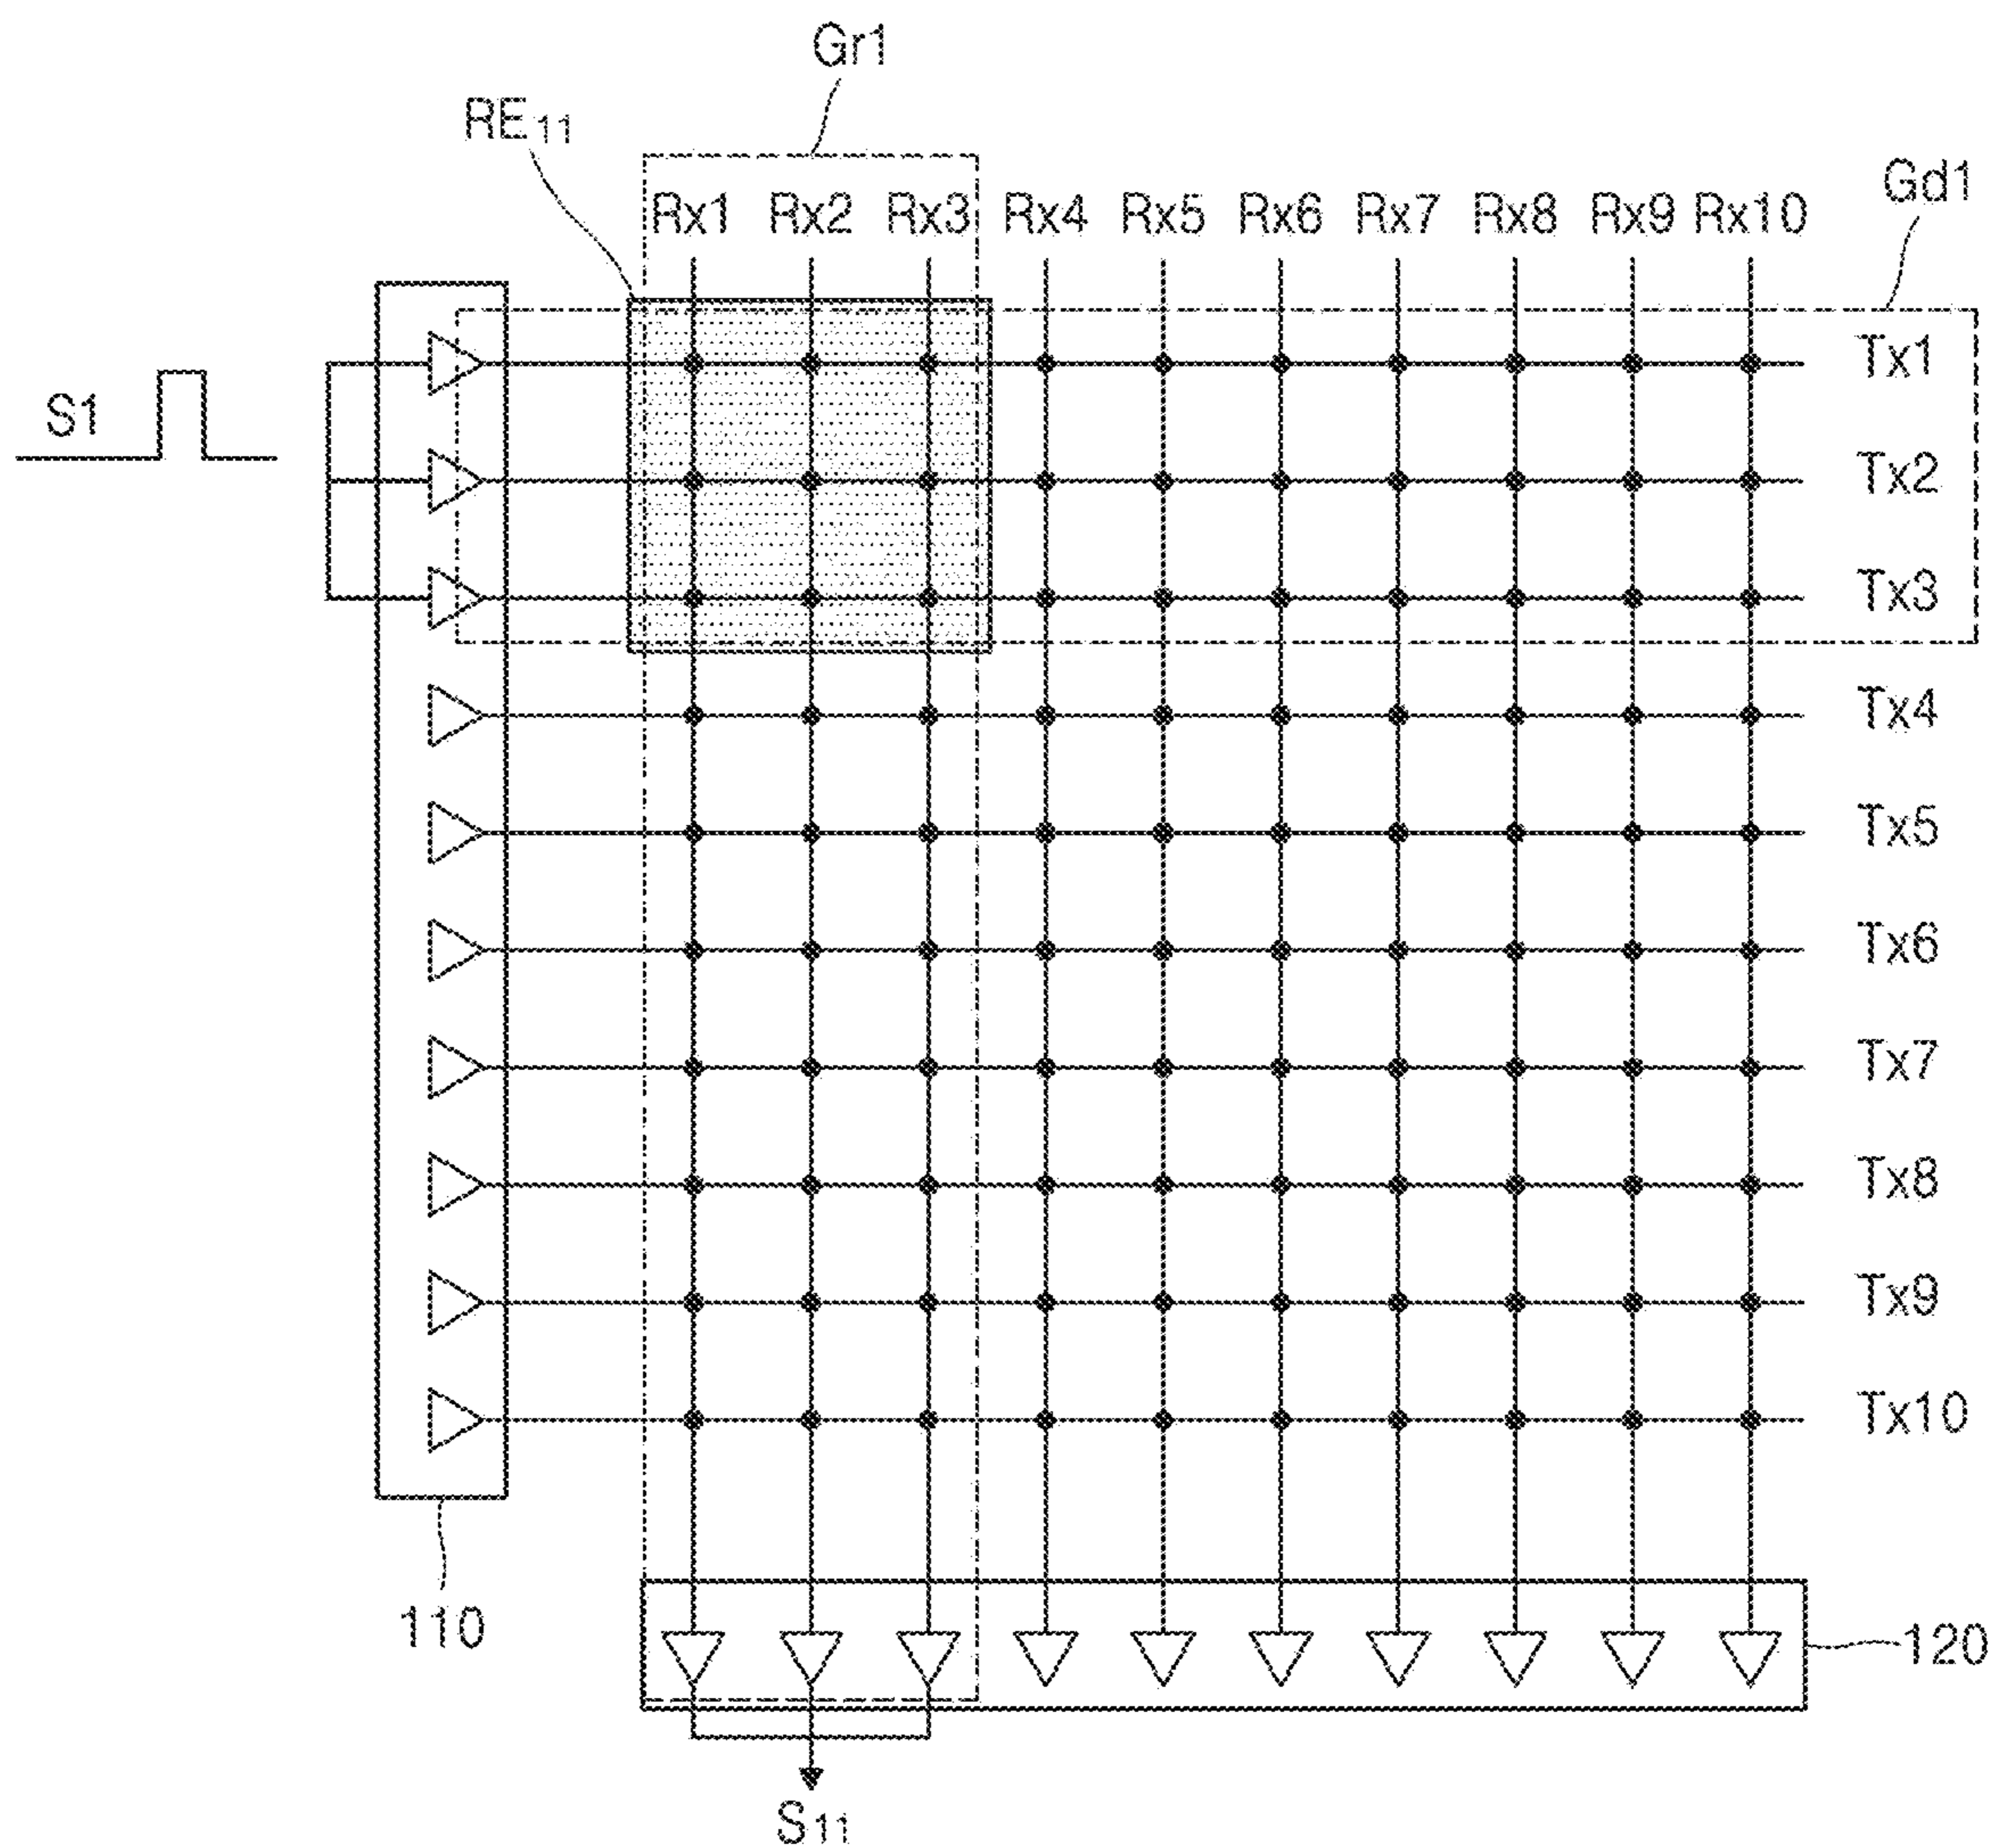 Gr1
RE11
Gd1
Rx1 Rx2 Rx3 Rx4 Rx5 Rx6 Rx7 Rx8 Rx9 Rx10
Tx1
S1
Tx2
Tx3
Tx4
Tx5
Tx6
Tx7
Tx8
Tx9
Tx10
110
120
S11